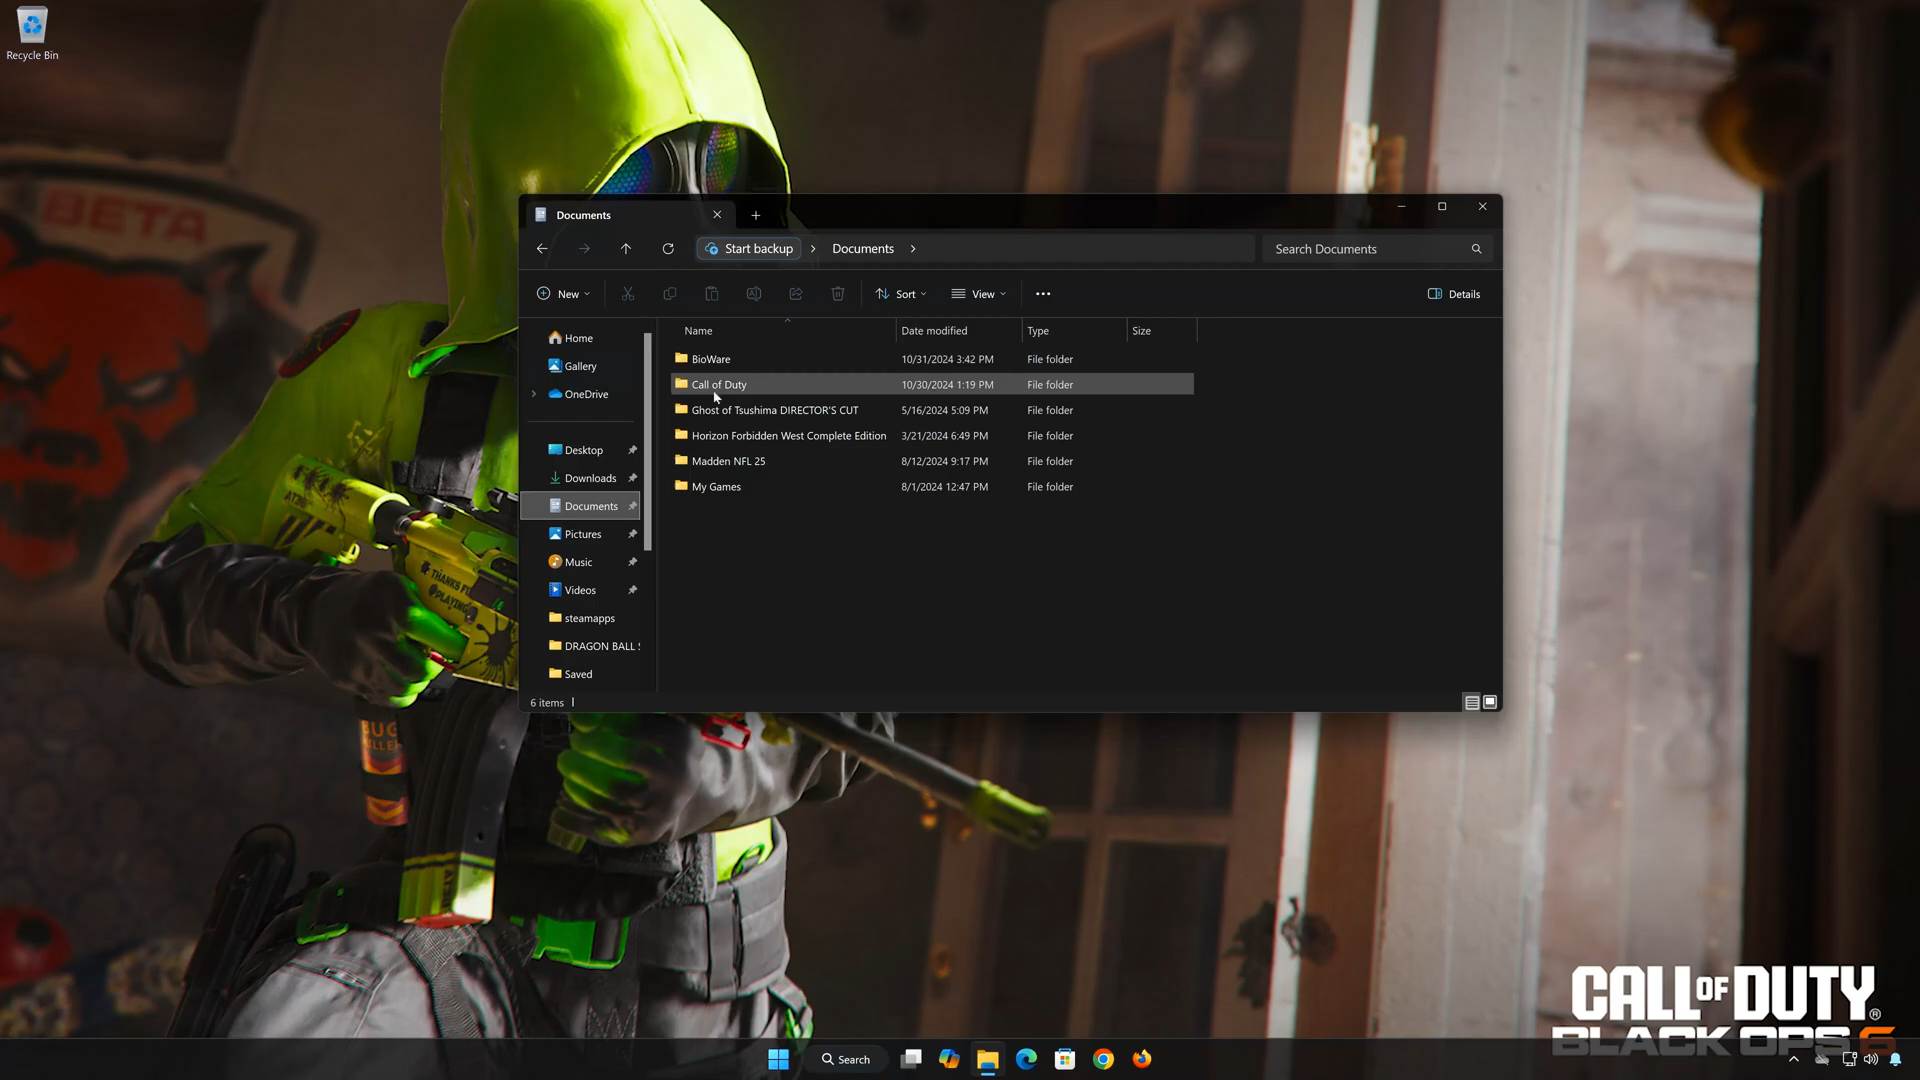 Recycle Bin
BETA
Documents
Start backup
Documents
Search Documents
New
Sort
View
Details
Name
Date modified
Type
Size
Home
Gallery
OneDrive
Desktop
Downloads
Documents
Pictures
Music
Videos
steamapps
DRAGON BALL S
Saved
BioWare 10/31/2024 3:42 PM File folder
Call of Duty 10/30/2024 1:19 PM File folder
Ghost of Tsushima DIRECTOR'S CUT 5/16/2024 5:09 PM File folder
Horizon Forbidden West Complete Edition 3/21/2024 6:49 PM File folder
Madden NFL 25 8/12/2024 9:17 PM File folder
My Games 8/1/2024 12:47 PM File folder
6 items
THANKS F
PLAYING
BUG
KILLER
CALL OF DUTY®
BLACK OPS 6
Search